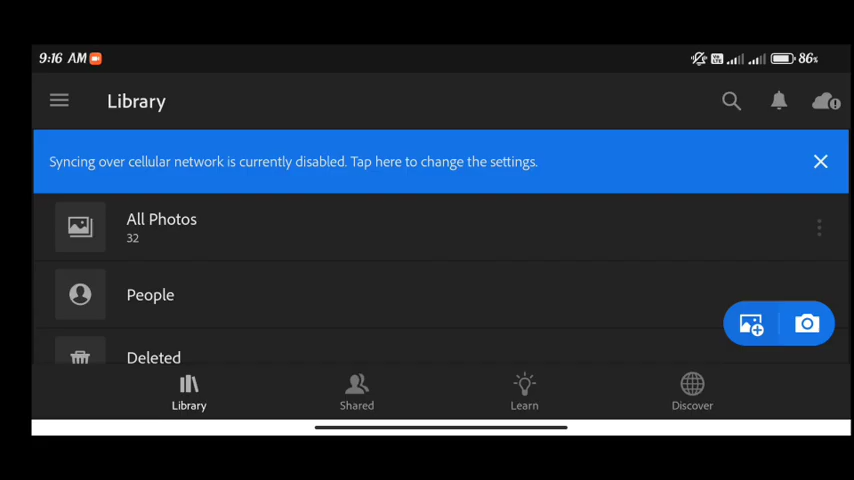 9:16 AM
86%
Library
Syncing over cellular network is currently disabled. Tap here to change the settings.
All Photos
32
People
Deleted
Library
Shared
Learn
Discover